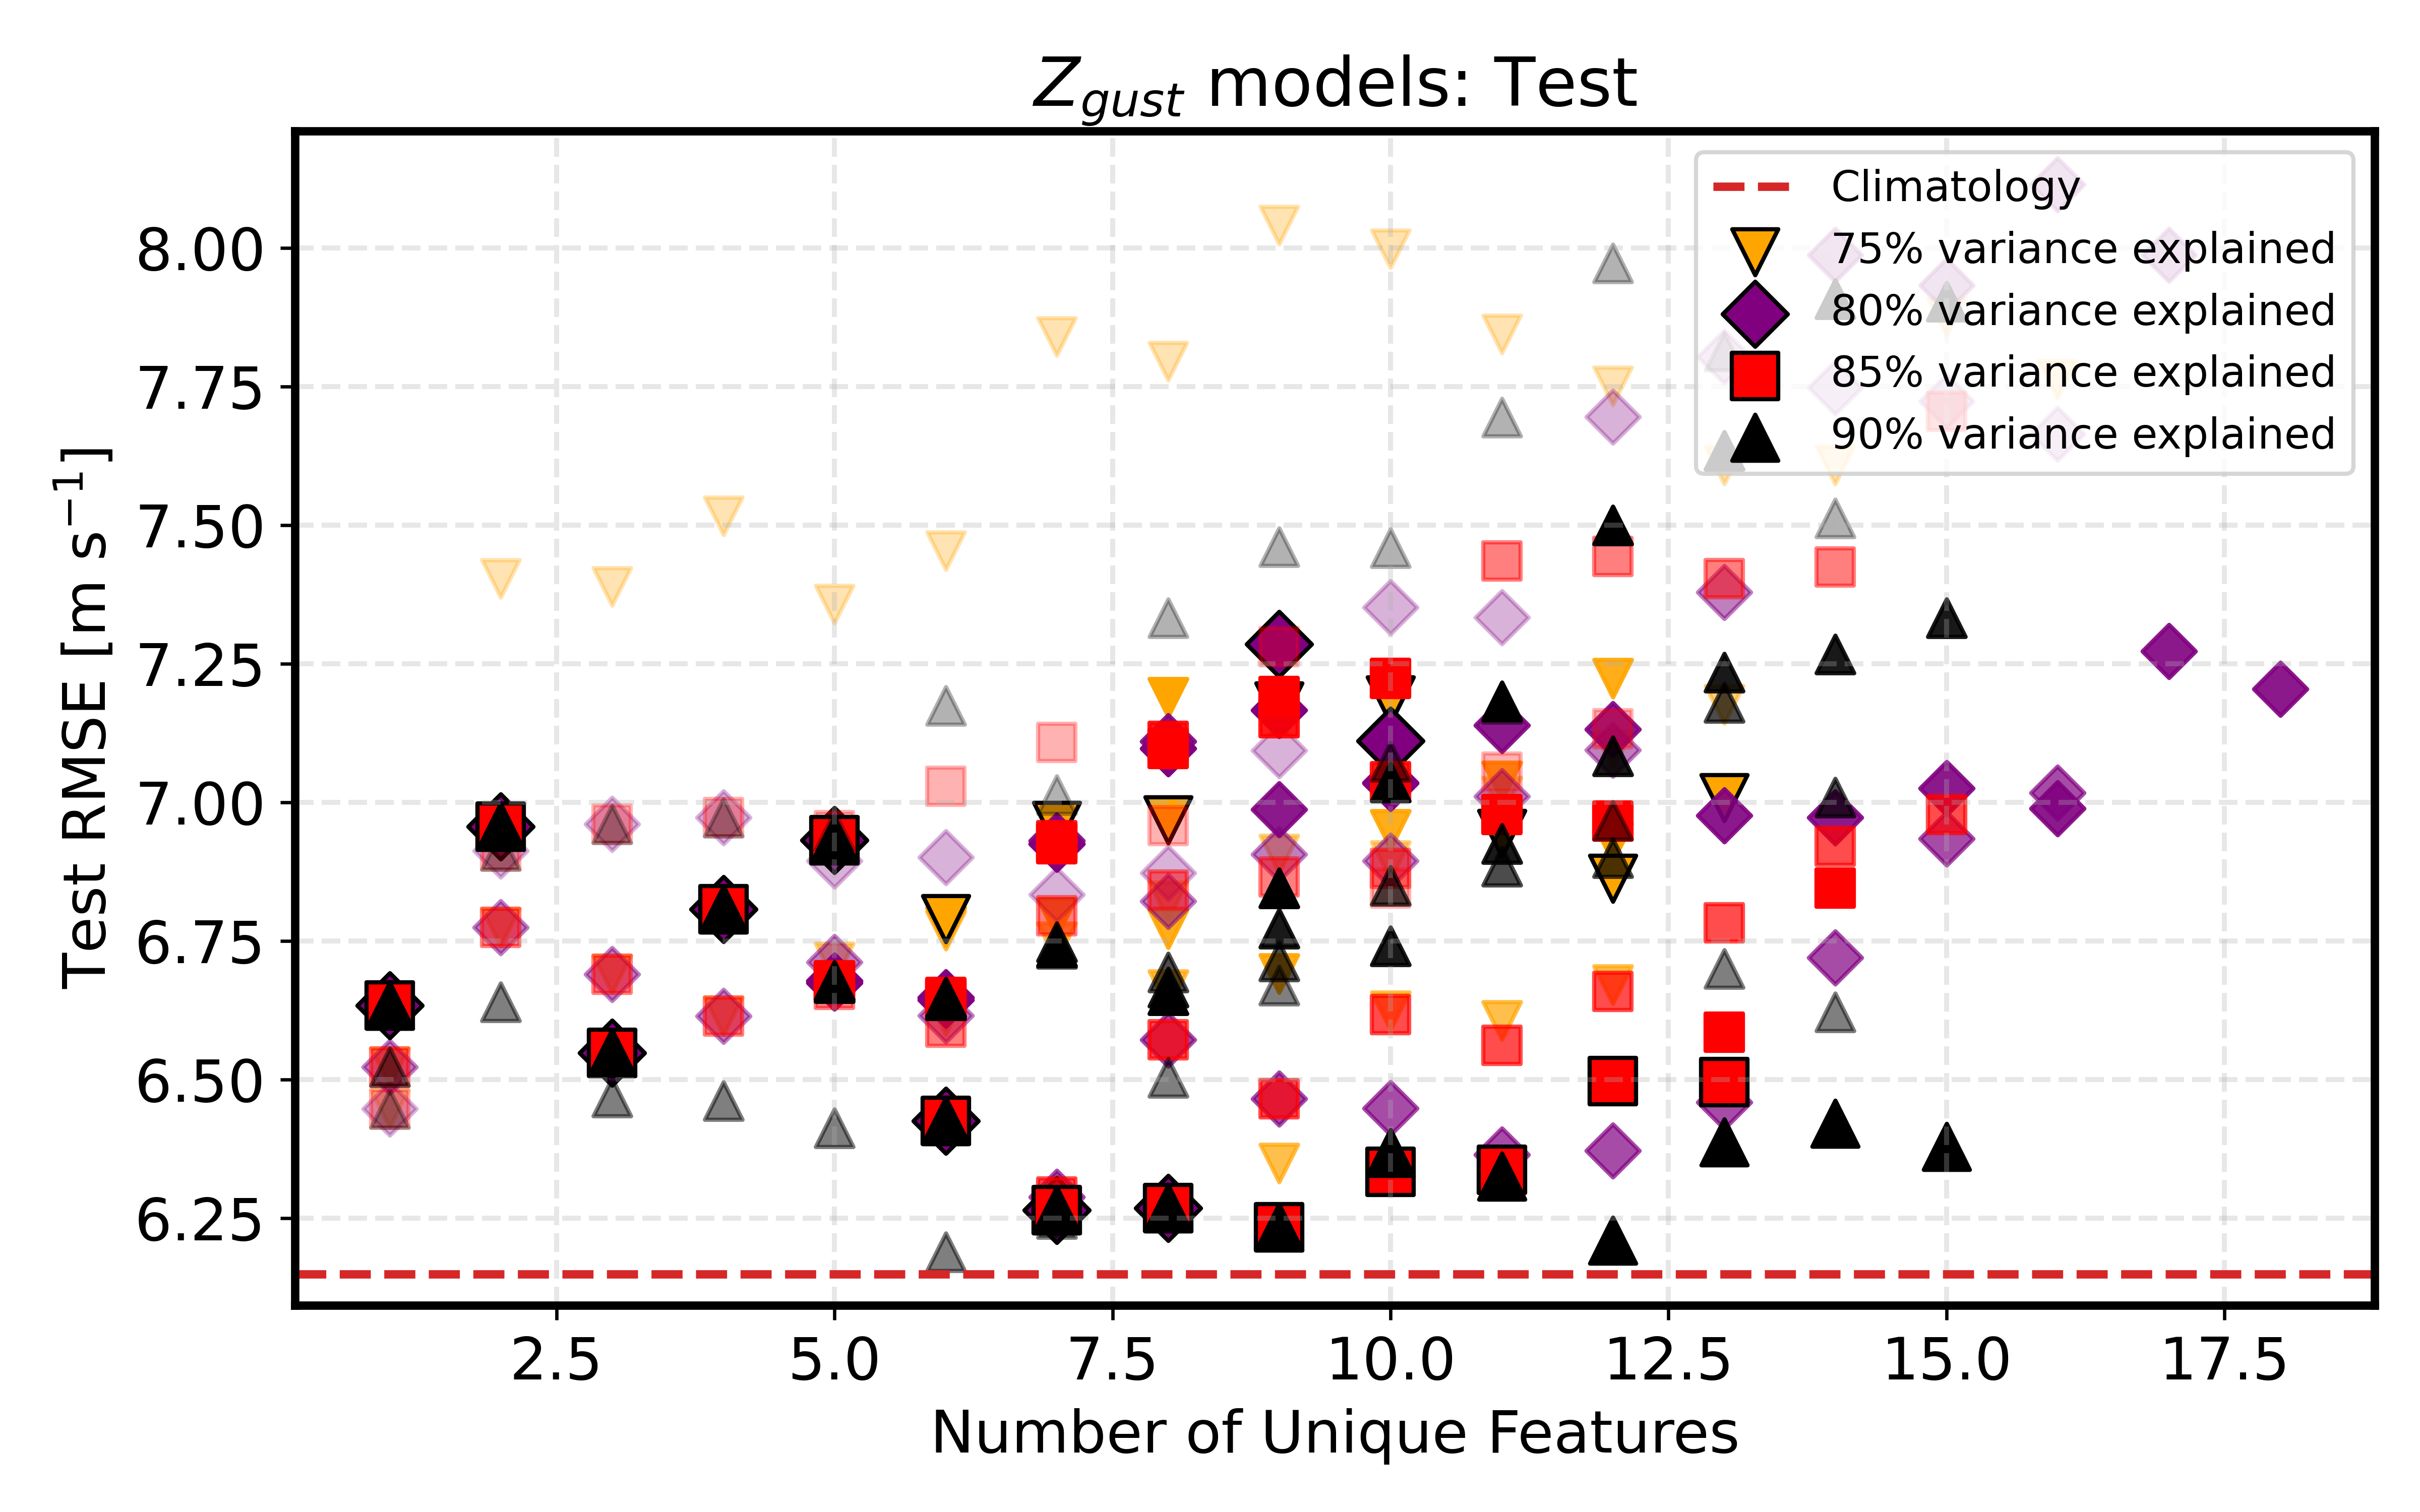 Z_gust models: Test
Test RMSE [m s⁻¹]
8.00
7.75
7.50
7.25
7.00
6.75
6.50
6.25
Climatology
75% variance explained
80% variance explained
85% variance explained
90% variance explained
2.5 5.0 7.5 10.0 12.5 15.0 17.5
Number of Unique Features